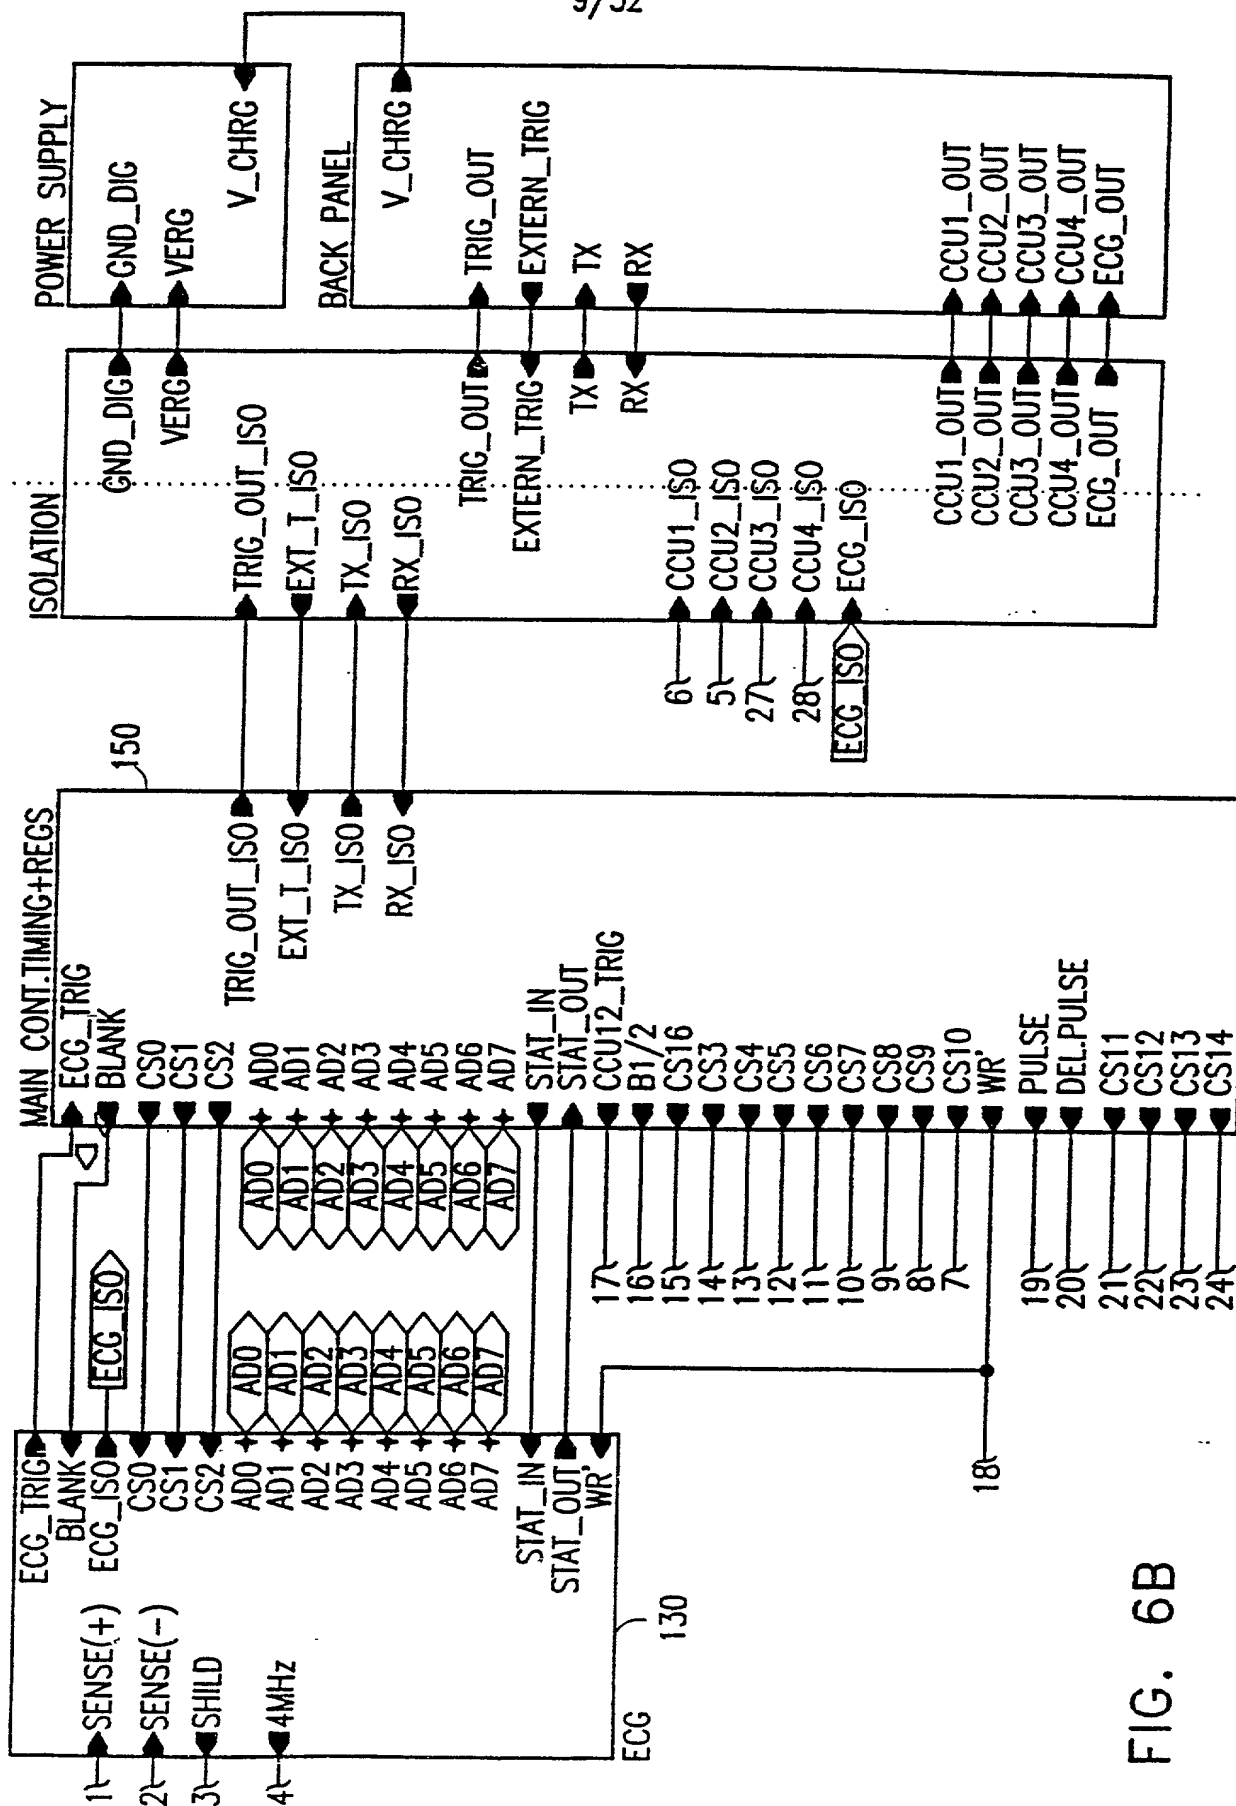 9/32
POWER SUPPLY
GND_DIG
VERG
V_CHRG
BACK PANEL
V_CHRG
TRIG_OUT
EXTERN_TRIG
TX
RX
CCU1_OUT
CCU2_OUT
CCU3_OUT
CCU4_OUT
ECG_OUT
ISOLATION
GND_DIG
VERG
TRIG_OUT_ISO
EXT_T_ISO
TX_ISO
RX_ISO
TRIG_OUT
EXTERN_TRIG
TX
RX
6 CCU1_ISO
5 CCU2_ISO
27 CCU3_ISO
28 CCU4_ISO
ECG_ISO ECG_ISO
CCU1_OUT
CCU2_OUT
CCU3_OUT
CCU4_OUT
ECG_OUT
150
MAIN CONT.TIMING+REGS
ECG_TRIG
BLANK
CS0
CS1
CS2
AD0 AD0
AD1 AD1
AD2 AD2
AD3 AD3
AD4 AD4
AD5 AD5
AD6 AD6
AD7 AD7
TRIG_OUT_ISO
EXT_T_ISO
TX_ISO
RX_ISO
STAT_IN
STAT_OUT
17 CCU12_TRIG
16 B1/2
15 CS16
14 CS3
13 CS4
12 CS5
11 CS6
10 CS7
9 CS8
8 CS9
7 CS10
18 WR'
19 PULSE
20 DEL.PULSE
21 CS11
22 CS12
23 CS13
24 CS14
ECG_TRIG
BLANK
ECG_ISO ECG_ISO
CS0
CS1
CS2
AD0 AD0
AD1 AD1
AD2 AD2
AD3 AD3
AD4 AD4
AD5 AD5
AD6 AD6
AD7 AD7
STAT_IN
STAT_OUT
WR'
1 SENSE(+)
2 SENSE(-)
3 SHILD
4 4MHz
ECG
130
FIG. 6B